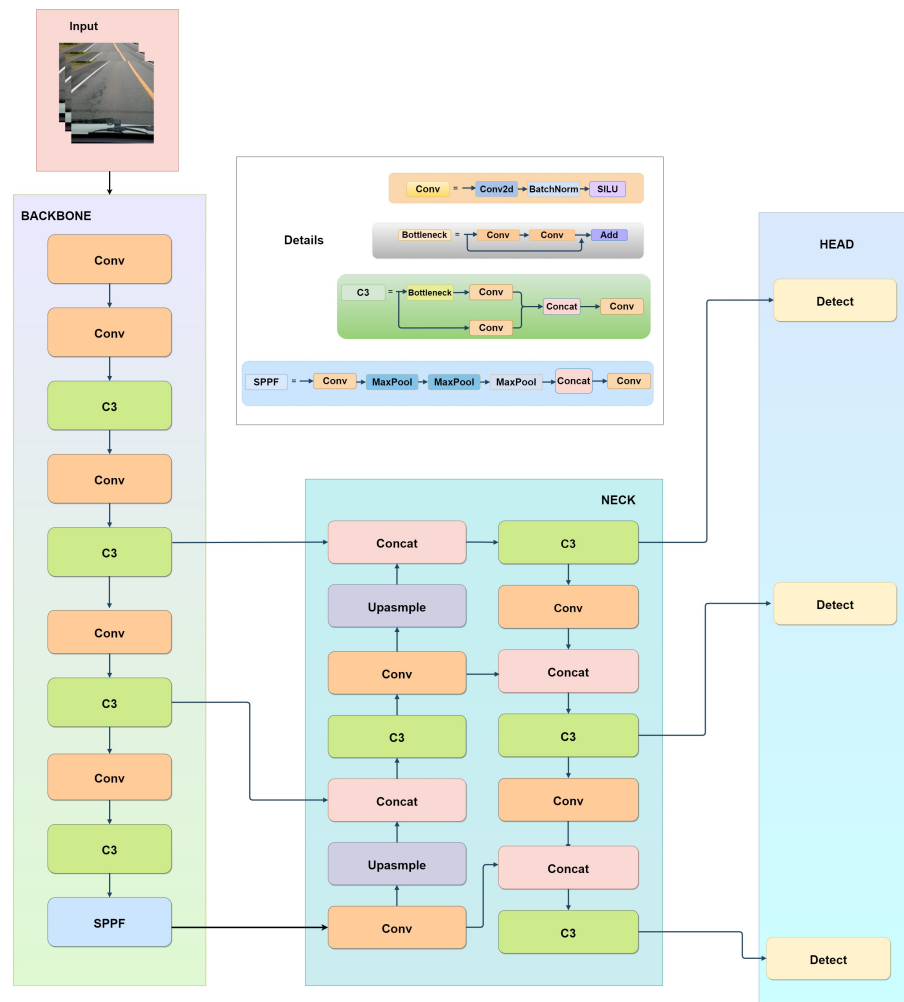 Input
BACKBONE
Conv
Conv
C3
Conv
C3
Conv
C3
Conv
C3
SPPF
Details
Conv = Conv2d BatchNorm SILU
Bottleneck = Conv Conv Add
C3 = Bottleneck Conv
Concat Conv
Conv
SPPF = Conv MaxPool MaxPool MaxPool Concat Conv
NECK
Concat C3
Upasmple Conv
Conv Concat
C3 C3
Concat Conv
Upasmple Concat
Conv C3
HEAD
Detect
Detect
Detect